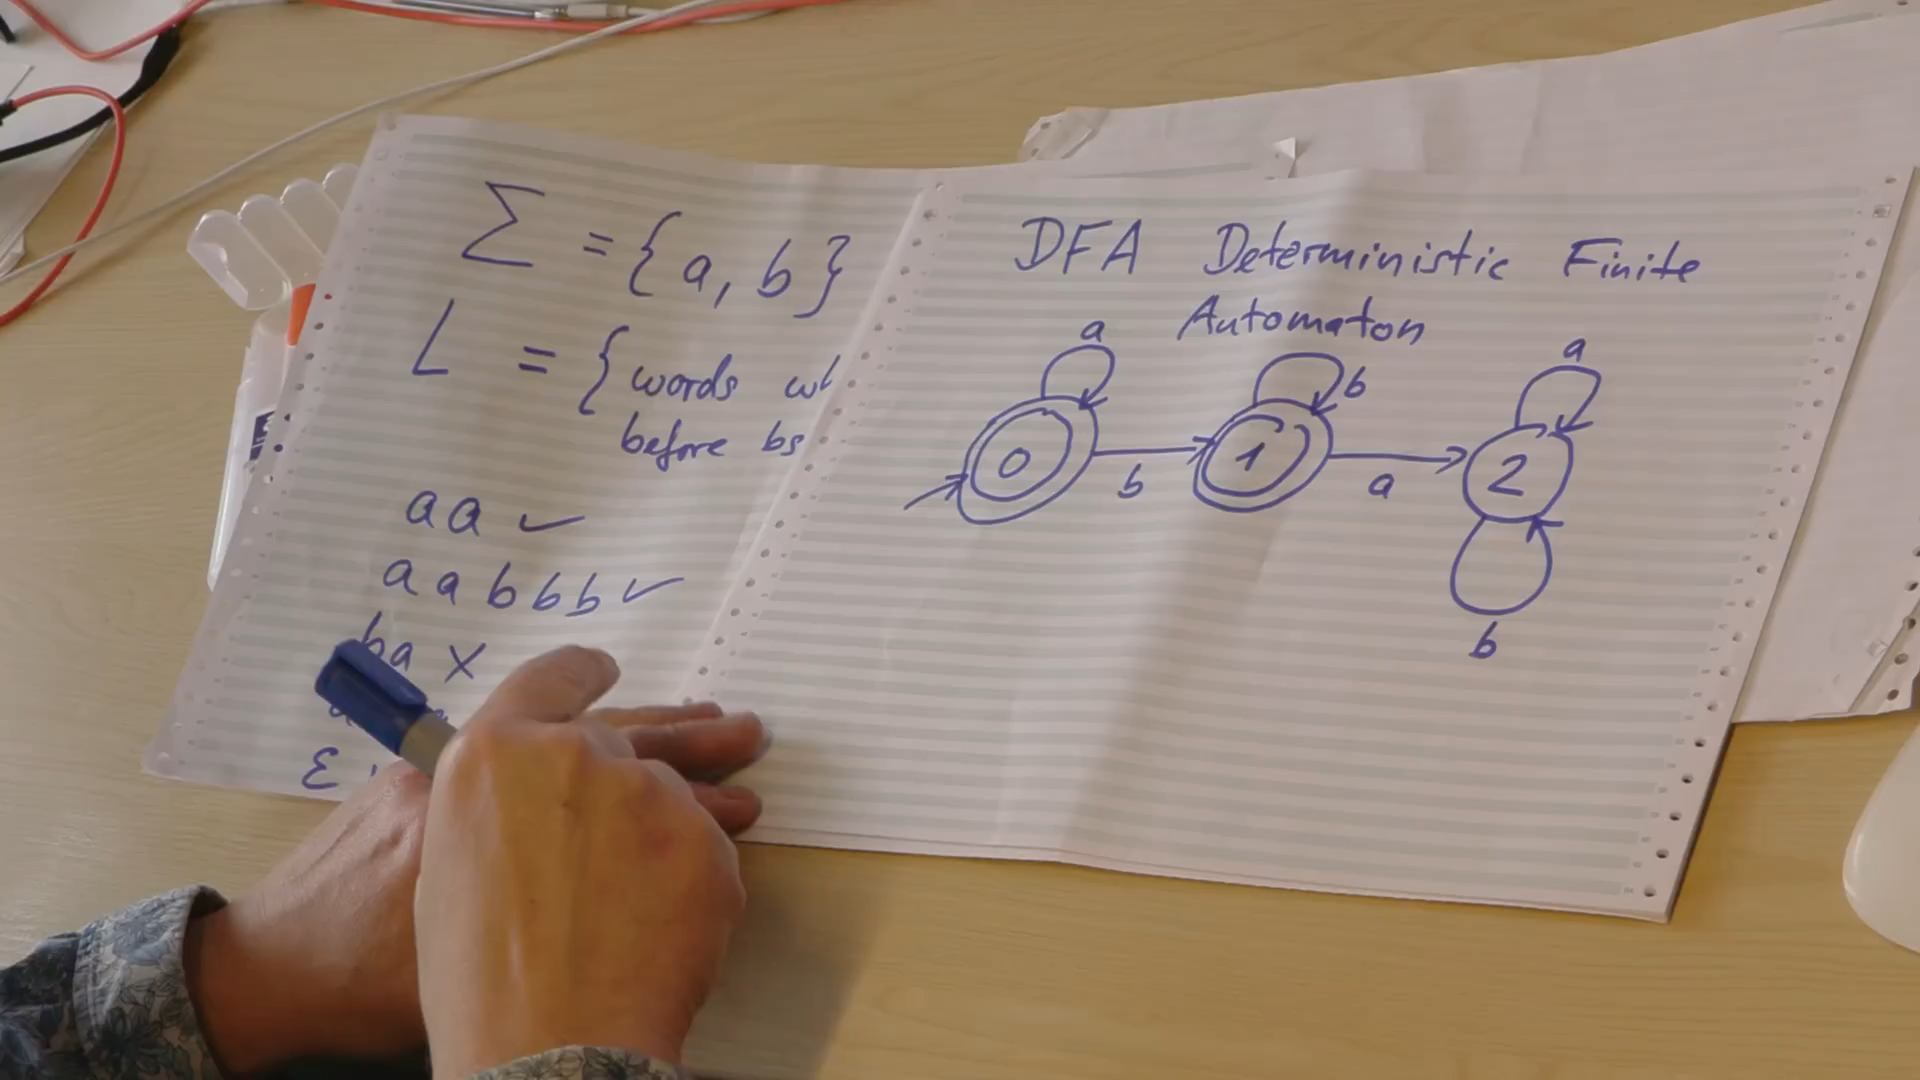 Σ = {a, b}
L = {words
before bs
aa ✓
aabbb ✓
ba ✗
ε
DFA Deterministic Finite
Automaton
a
b
a
0
b
1
a
2
b